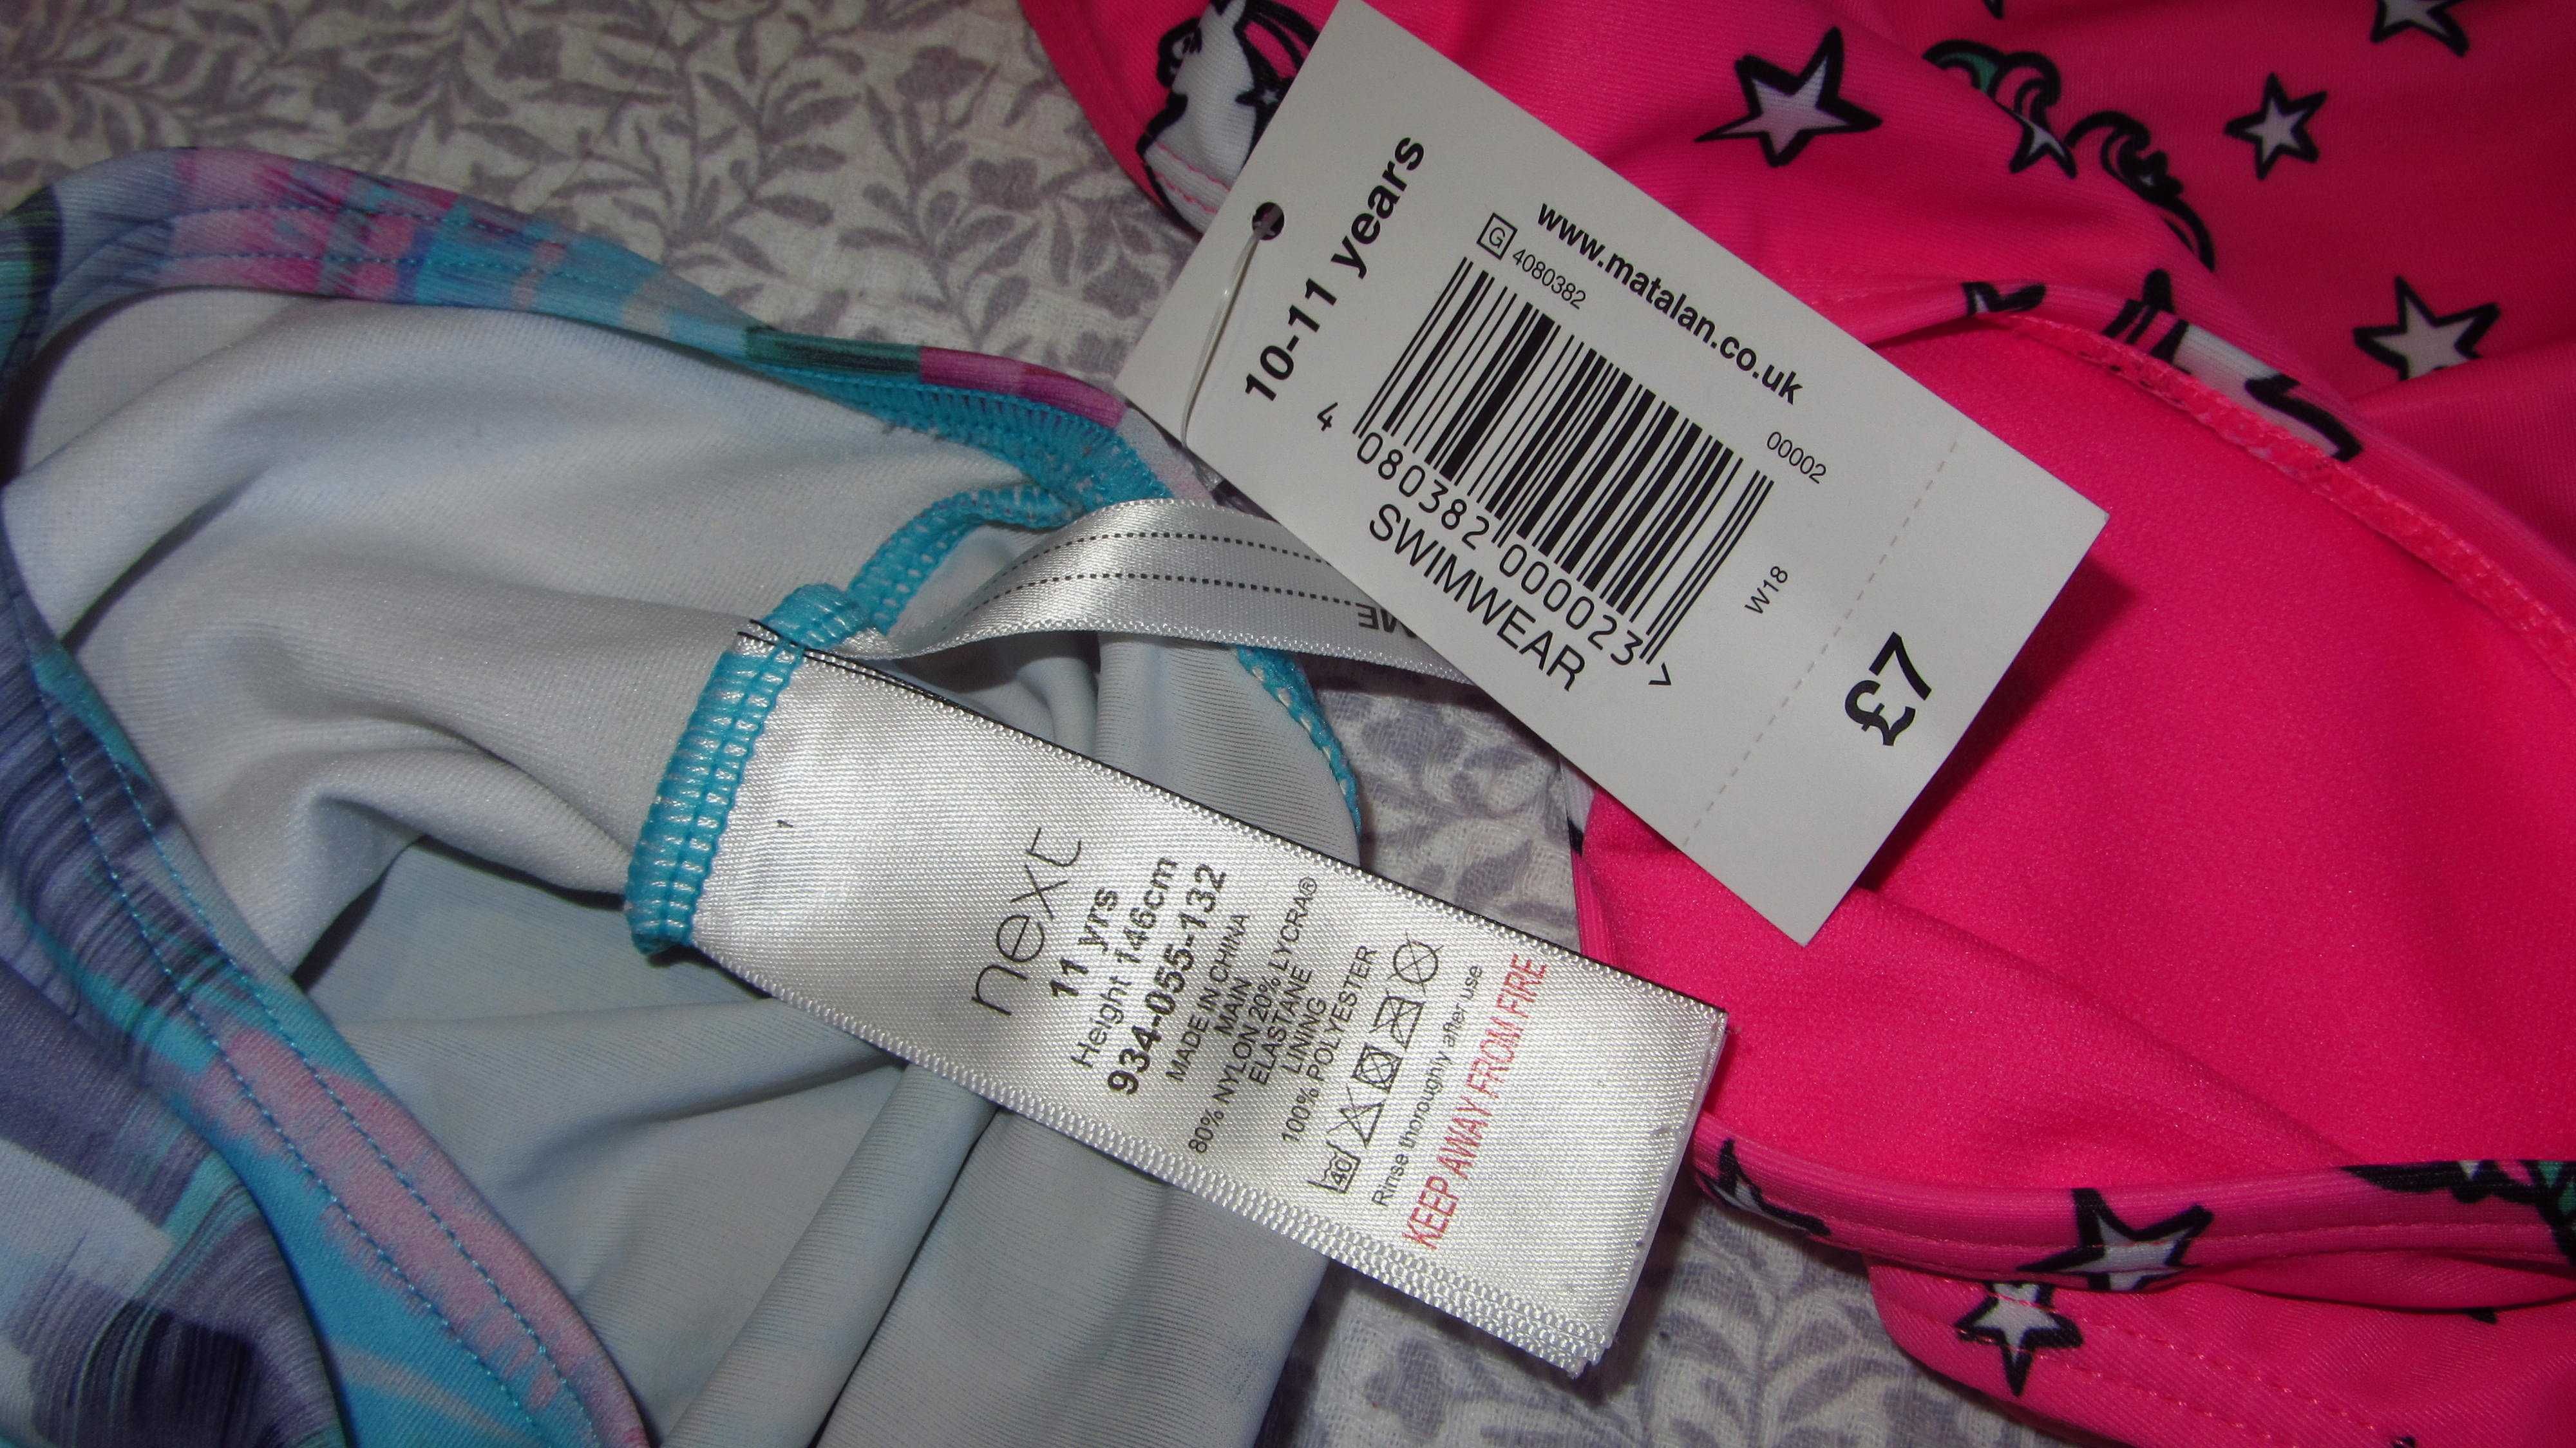 10-11 years
www.matalan.co.uk
G 4080382
00002
4 080382 000023 >
SWIMWEAR
W18
£7
next
11 yrs
Height 146cm
934-055-132
MADE IN CHINA
MAIN
80% NYLON 20% LYCRA®
ELASTANE
LINING
100% POLYESTER
40
Rinse thoroughly after use
KEEP AWAY FROM FIRE
1